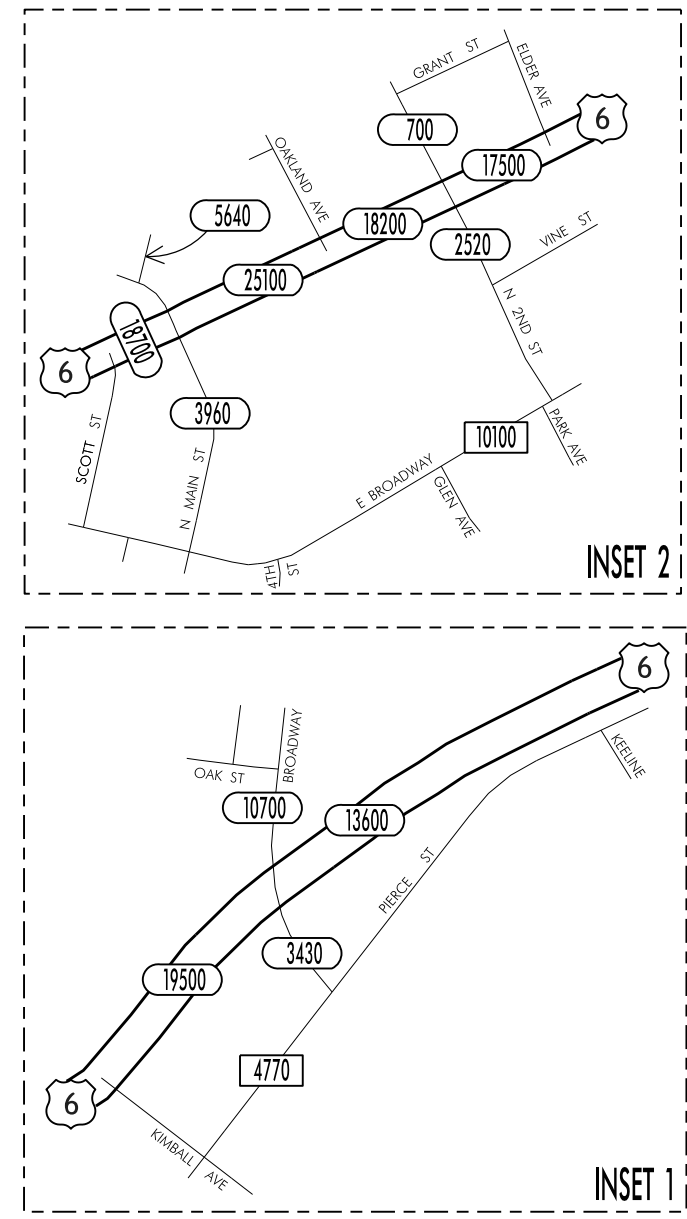 GRANT ST
ELDER AVE
6
700
17500
OAKLAND AVE
5640
18200
2520
VINE ST
25100
18700
N 2ND ST
6
3960
SCOTT ST
N MAIN ST
10100
PARK AVE
E BROADWAY
GLEN AVE
4TH ST
INSET 2
6
BROADWAY
KEELINE
OAK ST
10700
13600
PIERCE ST
3430
19500
4770
6
KIMBALL AVE
INSET 1